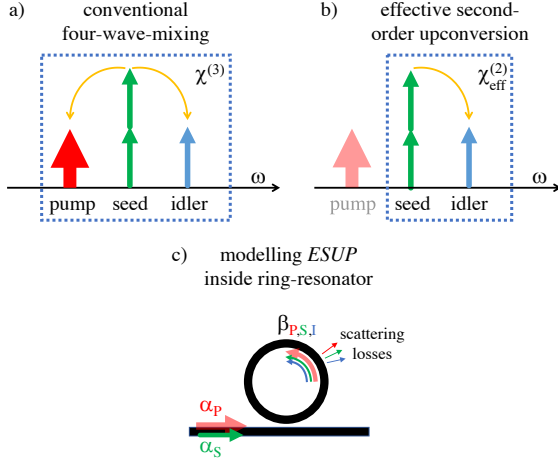 a) conventional
four-wave-mixing
χ(3)
ω
pump seed idler
b) effective second-
order upconversion
χeff(2)
ω
pump seed idler
c) modelling ESUP
inside ring-resonator
βP,S,I
scattering
losses
αP
αS